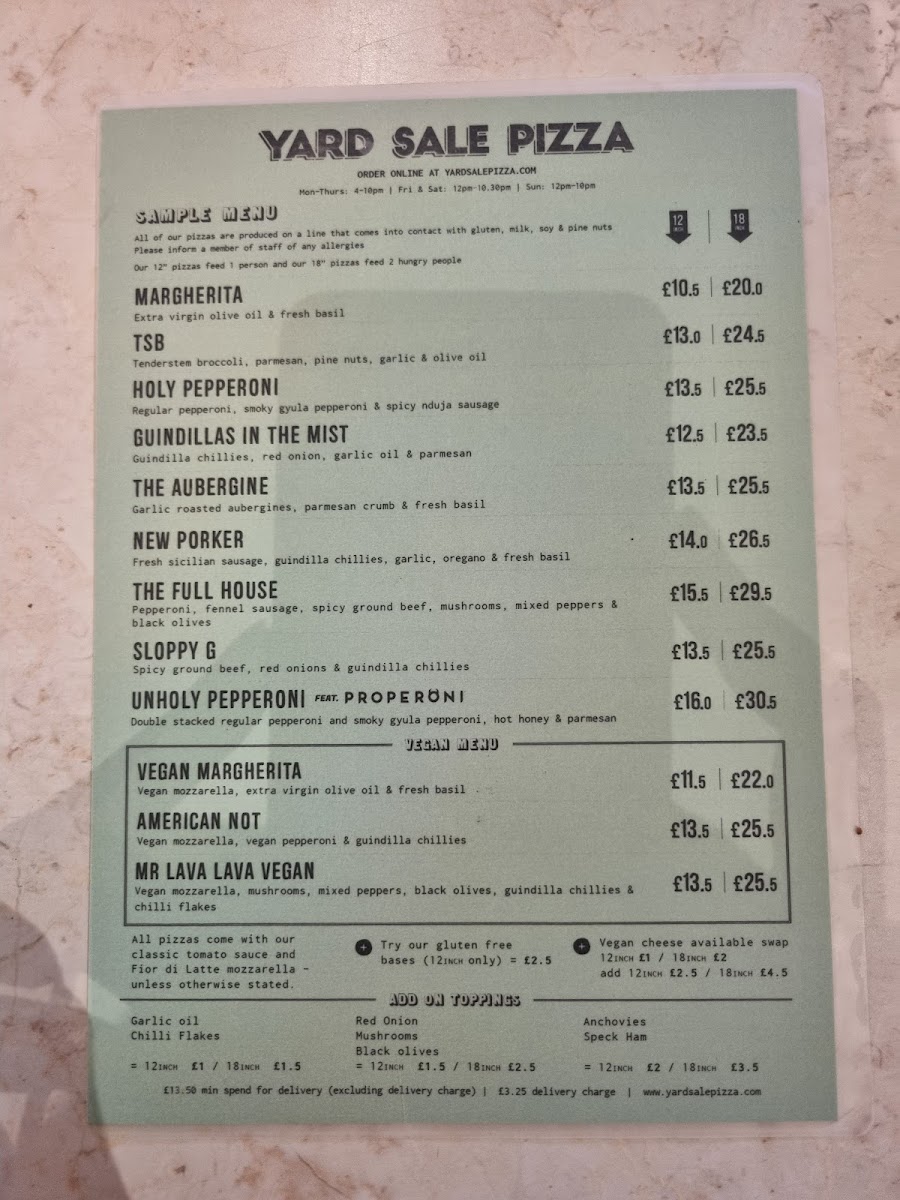 YARD SALE PIZZA
ORDER ONLINE AT YARDSALEPIZZA.COM
Mon-Thurs: 4-10pm | Fri & Sat: 12pm-10.30pm | Sun: 12pm-10pm
SAMPLE MENU
All of our pizzas are produced on a line that comes into contact with gluten, milk, soy & pine nuts
Please inform a member of staff of any allergies
Our 12" pizzas feed 1 person and our 18" pizzas feed 2 hungry people
12 INCH | 18 INCH
MARGHERITA £10.5 | £20.0
Extra virgin olive oil & fresh basil
TSB £13.0 | £24.5
Tenderstem broccoli, parmesan, pine nuts, garlic & olive oil
HOLY PEPPERONI £13.5 | £25.5
Regular pepperoni, smoky gyula pepperoni & spicy nduja sausage
GUINDILLAS IN THE MIST £12.5 | £23.5
Guindilla chillies, red onion, garlic oil & parmesan
THE AUBERGINE £13.5 | £25.5
Garlic roasted aubergines, parmesan crumb & fresh basil
NEW PORKER £14.0 | £26.5
Fresh sicilian sausage, guindilla chillies, garlic, oregano & fresh basil
THE FULL HOUSE £15.5 | £29.5
Pepperoni, fennel sausage, spicy ground beef, mushrooms, mixed peppers &
black olives
SLOPPY G £13.5 | £25.5
Spicy ground beef, red onions & guindilla chillies
UNHOLY PEPPERONI FEAT. PROPERÖNI £16.0 | £30.5
Double stacked regular pepperoni and smoky gyula pepperoni, hot honey & parmesan
VEGAN MENU
VEGAN MARGHERITA £11.5 | £22.0
Vegan mozzarella, extra virgin olive oil & fresh basil
AMERICAN NOT £13.5 | £25.5
Vegan mozzarella, vegan pepperoni & guindilla chillies
MR LAVA LAVA VEGAN £13.5 | £25.5
Vegan mozzarella, mushrooms, mixed peppers, black olives, guindilla chillies &
chilli flakes
All pizzas come with our
classic tomato sauce and
Fior di Latte mozzarella -
unless otherwise stated.
+ Try our gluten free
bases (12INCH only) = £2.5
+ Vegan cheese available swap
12INCH £1 / 18INCH £2
add 12INCH £2.5 / 18INCH £4.5
ADD ON TOPPINGS
Garlic oil
Chilli Flakes
= 12INCH £1 / 18INCH £1.5
Red Onion
Mushrooms
Black olives
= 12INCH £1.5 / 18INCH £2.5
Anchovies
Speck Ham
= 12INCH £2 / 18INCH £3.5
£13.50 min spend for delivery (excluding delivery charge) | £3.25 delivery charge | www.yardsalepizza.com